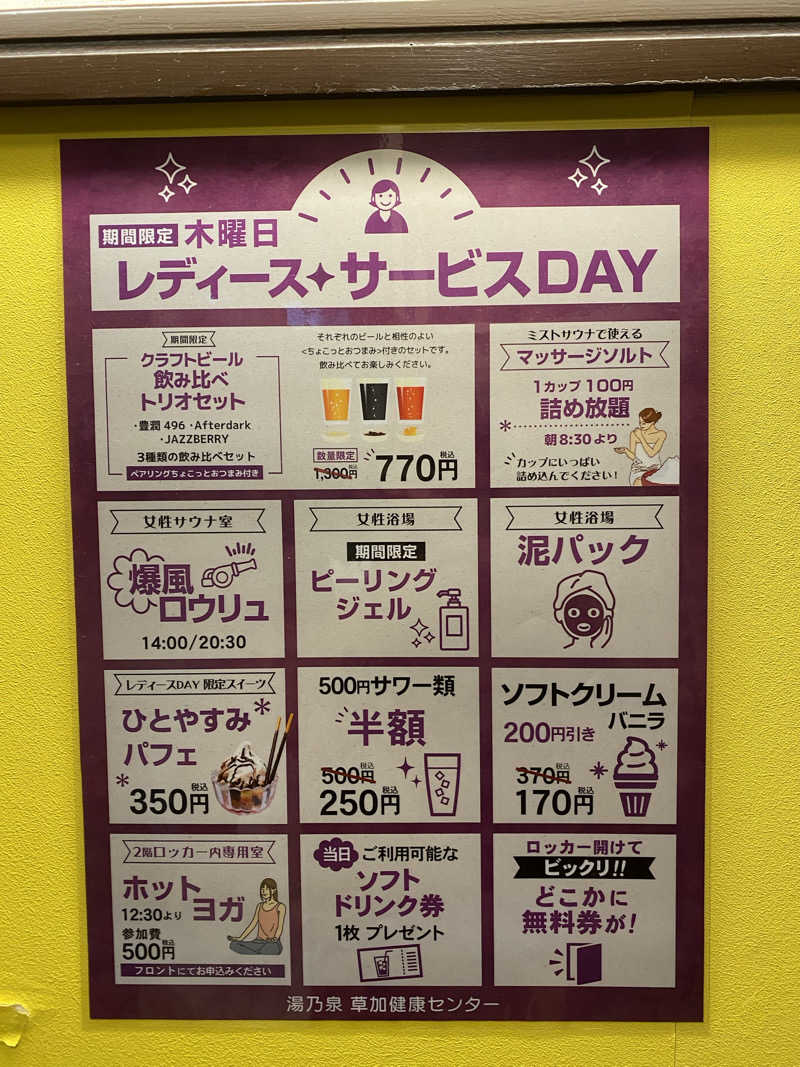 期間限定 木曜日
レディース✦サービスDAY
期間限定
クラフトビール
飲み比べ
トリオセット
・豊潤 496 ・Afterdark
・JAZZBERRY
3種類の飲み比べセット
ペアリングちょこっとおつまみ付き
それぞれのビールと相性のよい
<ちょこっとおつまみ>付きのセットです。
飲み比べてお楽しみください。
数量限定
1,300円 税込
770円 税込
ミストサウナで使える
マッサージソルト
1カップ 100円
詰め放題
朝8:30より
カップにいっぱい
詰め込んでください!
女性サウナ室
爆風
ロウリュ
14:00/20:30
女性浴場
期間限定
ピーリング
ジェル
女性浴場
泥パック
レディースDAY 限定スイーツ
ひとやすみ
パフェ
350円 税込
500円サワー類
半額
500円 税込
250円 税込
ソフトクリーム
バニラ
200円引き
370円 税込
170円 税込
2階ロッカー内専用室
ホット
ヨガ
12:30より
参加費
500円 税込
フロントにてお申込みください
当日 ご利用可能な
ソフト
ドリンク券
1枚 プレゼント
ロッカー開けて
ビックリ!!
どこかに
無料券が!
湯乃泉 草加健康センター